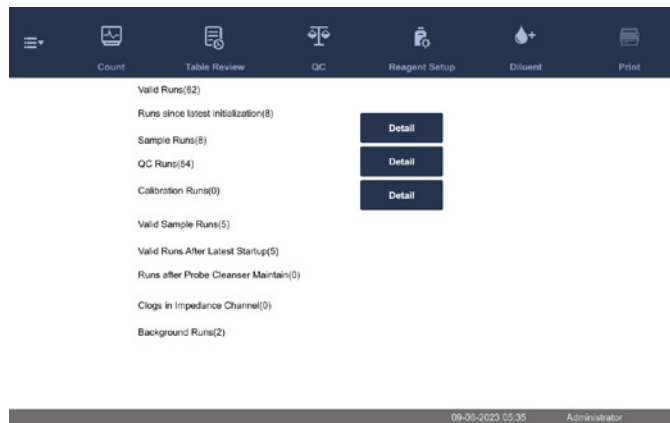 Count Table Review QC Reagent Setup Diluent Print
Valid Runs(62)
Runs since latest initialization(8)
Detail
Sample Runs(8)
QC Runs(54)
Detail
Calibration Runs(0)
Detail
Valid Sample Runs(5)
Valid Runs After Latest Startup(5)
Runs after Probe Cleanser Maintain(0)
Clogs in Impedance Channel(0)
Background Runs(2)
09-06-2023 05:35 Administrator